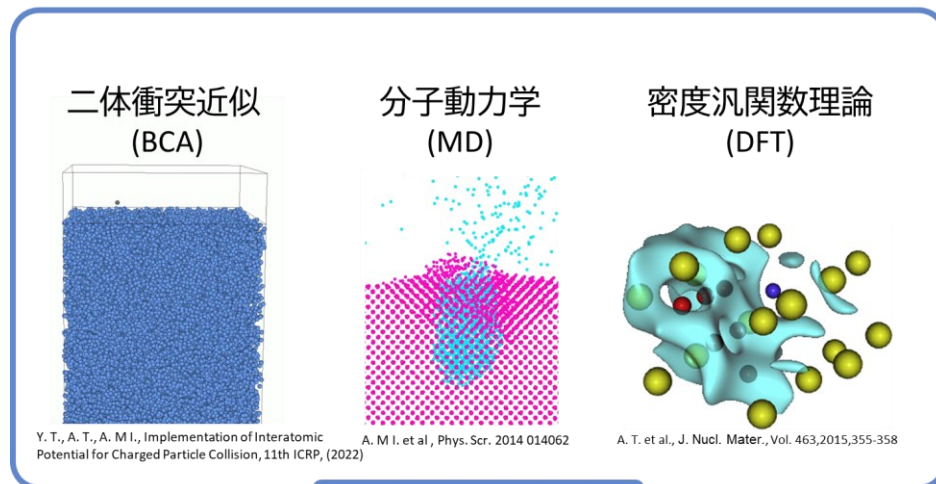 二体衝突近似
(BCA)
分子動力学
(MD)
密度汎関数理論
(DFT)
Y. T., A. T., A. M I., Implementation of Interatomic
Potential for Charged Particle Collision, 11th ICRP, (2022)
A. M I. et al , Phys. Scr. 2014 014062
A. T. et al., J. Nucl. Mater., Vol. 463,2015,355-358